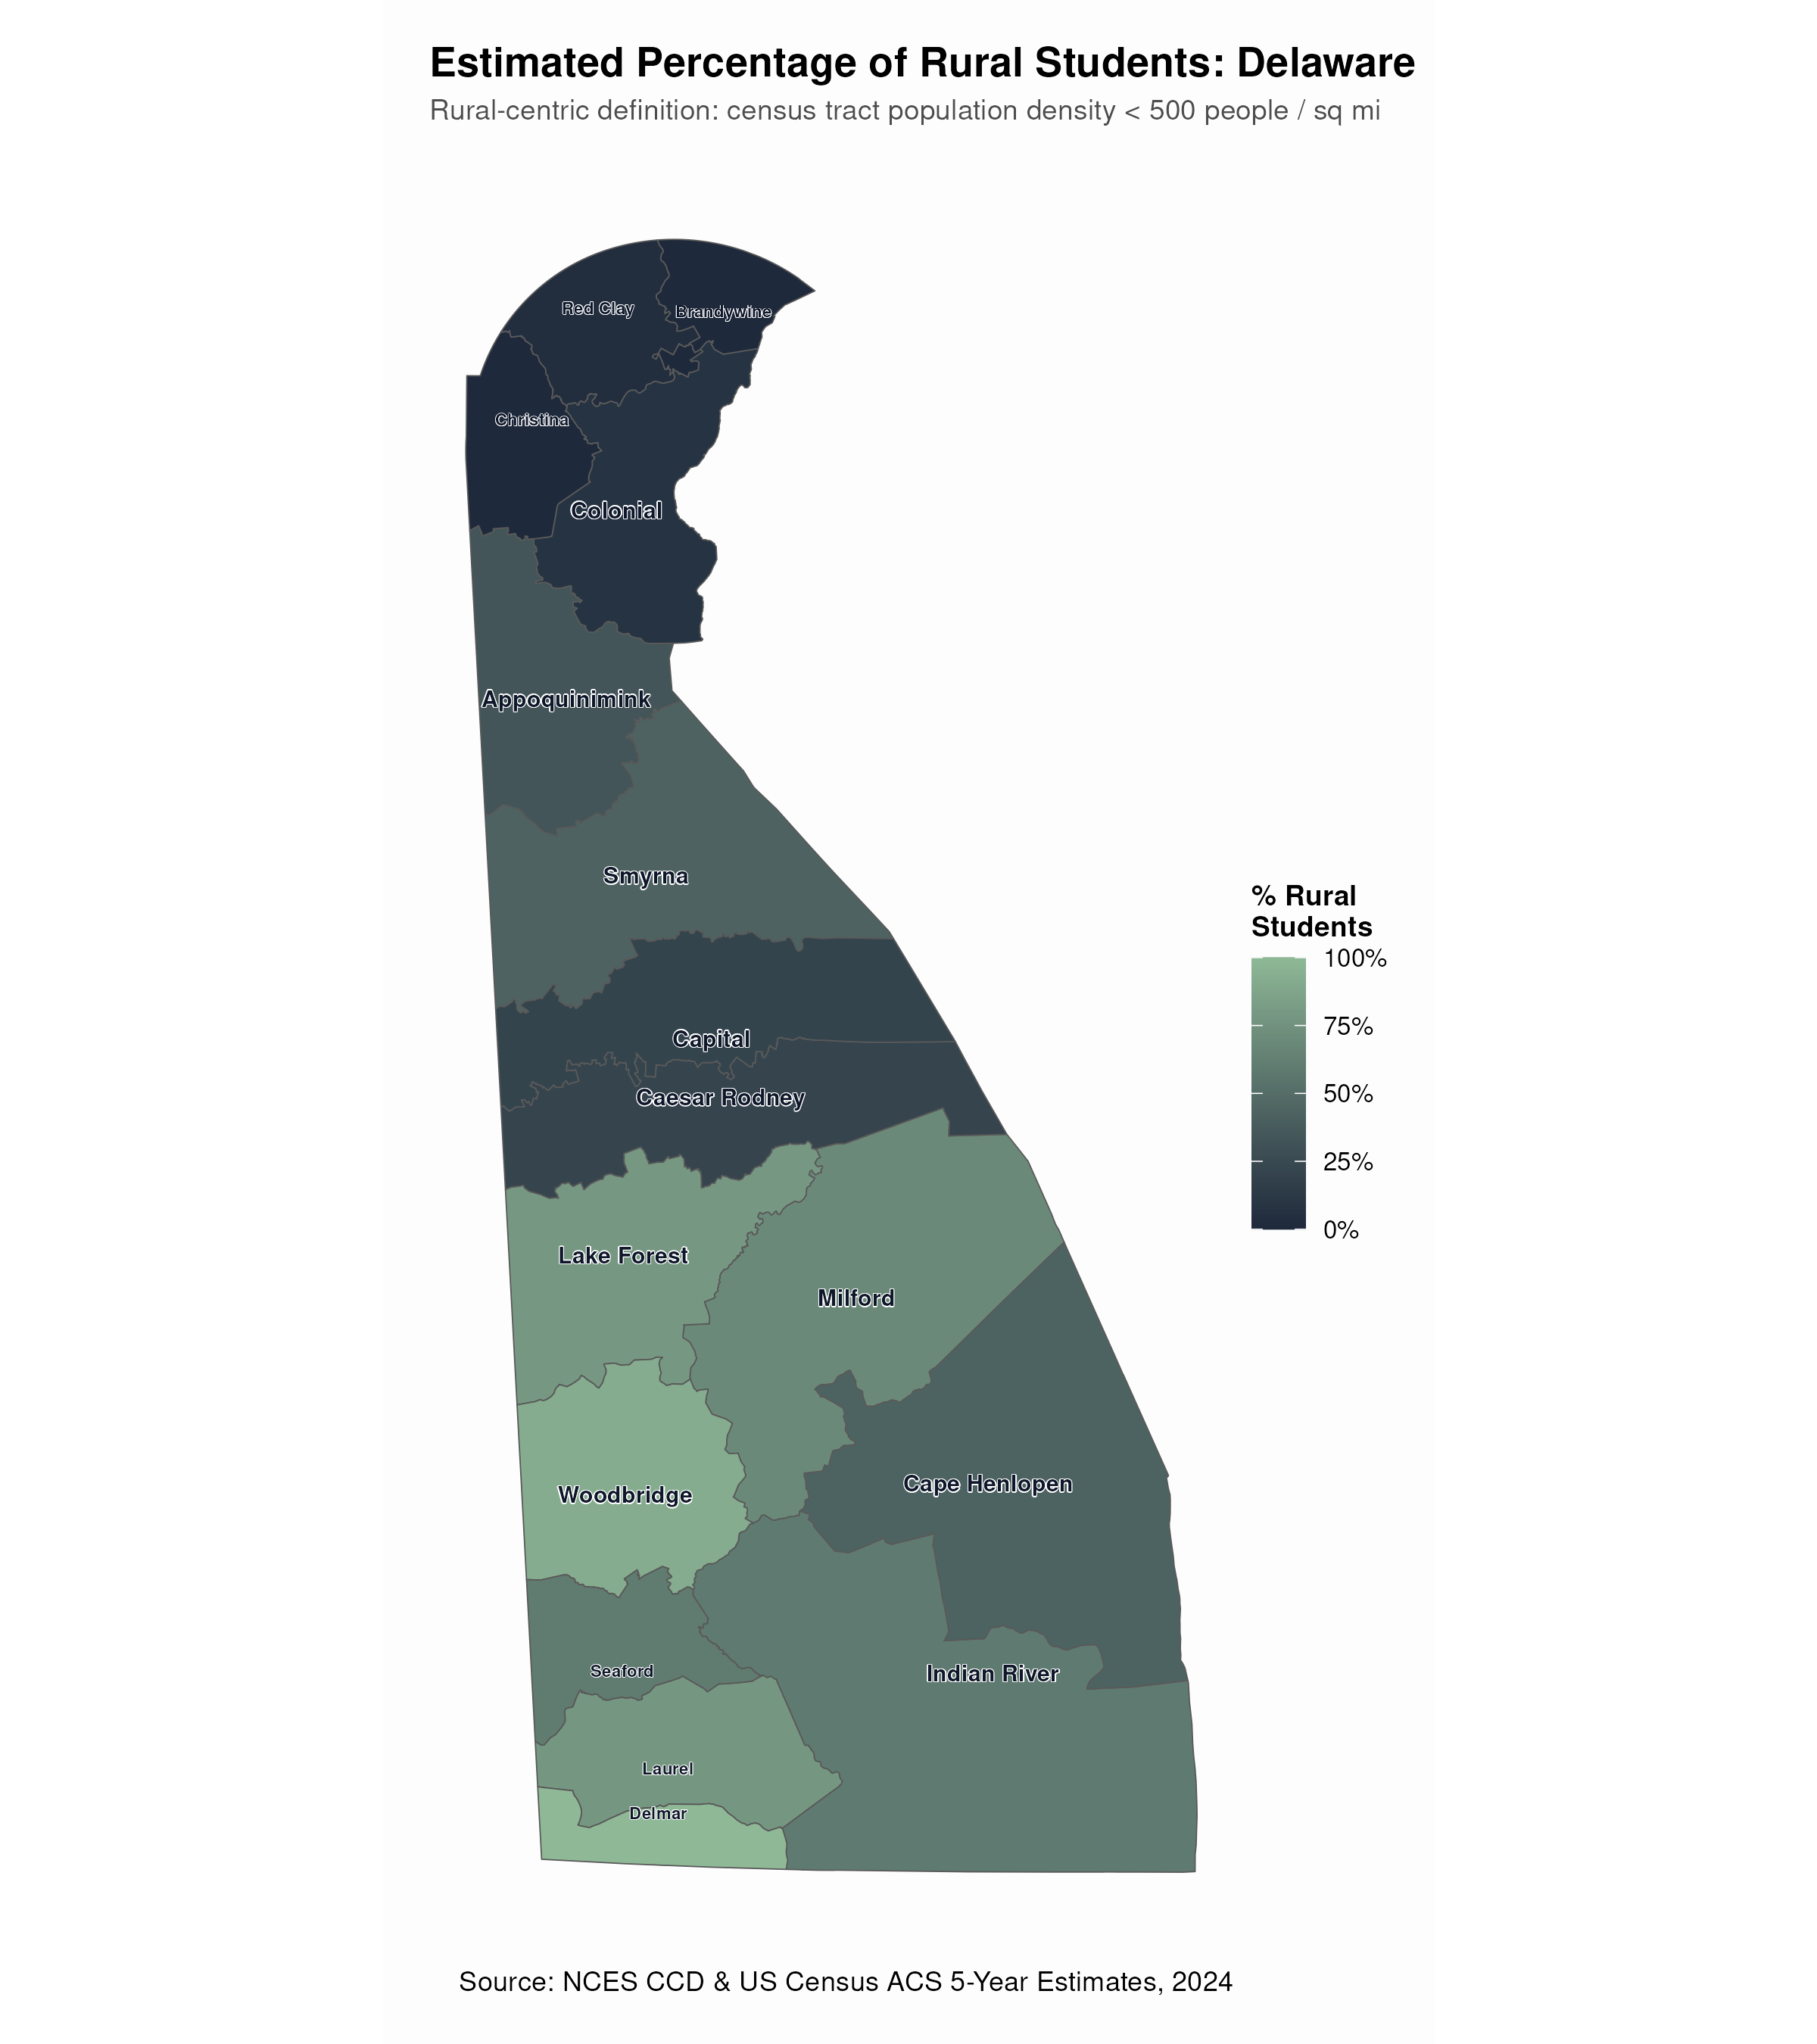 Estimated Percentage of Rural Students: Delaware
Rural-centric definition: census tract population density < 500 people / sq mi
Red Clay
Brandywine
Christina
Colonial
Appoquinimink
Smyrna
% Rural
Students
100%
75%
50%
25%
0%
Capital
Caesar Rodney
Lake Forest
Milford
Cape Henlopen
Woodbridge
Seaford
Indian River
Laurel
Delmar
Source: NCES CCD & US Census ACS 5-Year Estimates, 2024